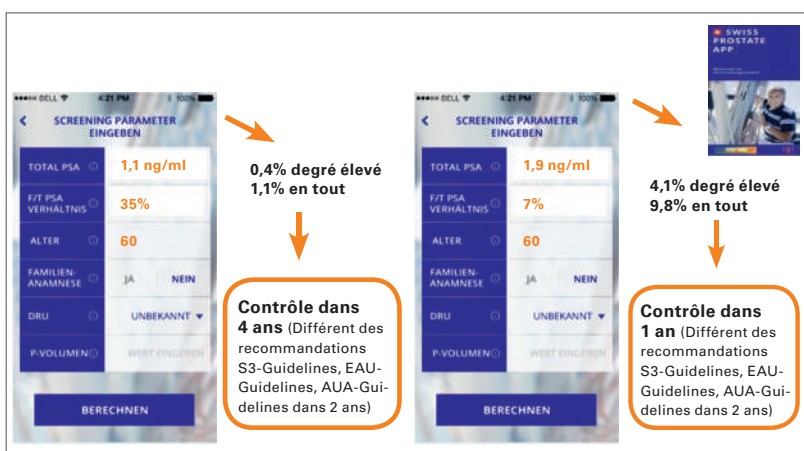 SWISS
PROSTATE
APP
BELL 4:21 PM 100%
SCREENING PARAMETER
EINGEBEN
TOTAL PSA 1,1 ng/ml
F/T PSA
VERHÄLTNIS 35%
ALTER 60
FAMILIEN-
ANAMNESE JA NEIN
DRU UNBEKANNT
P-VOLUMEN WERT EINGEBEN
BERECHNEN
0,4% degré élevé
1,1% en tout
Contrôle dans
4 ans (Différent des
recommandations
S3-Guidelines, EAU-
Guidelines, AUA-Gui-
delines dans 2 ans)
BELL 4:21 PM 100%
SCREENING PARAMETER
EINGEBEN
TOTAL PSA 1,9 ng/ml
F/T PSA
VERHÄLTNIS 7%
ALTER 60
FAMILIEN-
ANAMNESE JA NEIN
DRU UNBEKANNT
P-VOLUMEN WERT EINGEBEN
BERECHNEN
4,1% degré élevé
9,8% en tout
Contrôle dans
1 an (Différent des
recommandations
S3-Guidelines, EAU-
Guidelines, AUA-Gui-
delines dans 2 ans)